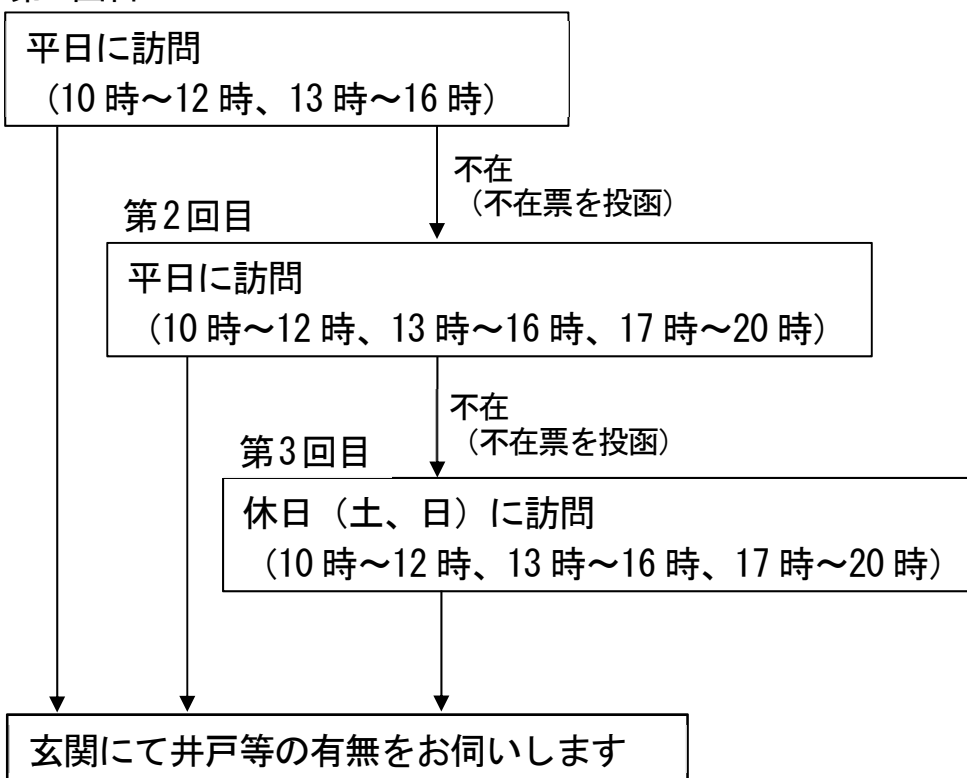 平日に訪問
（10時～12時、13時～16時）
不在
（不在票を投函）
第2回目
平日に訪問
（10時～12時、13時～16時、17時～20時）
不在
（不在票を投函）
第3回目
休日（土、日）に訪問
（10時～12時、13時～16時、17時～20時）
玄関にて井戸等の有無をお伺いします